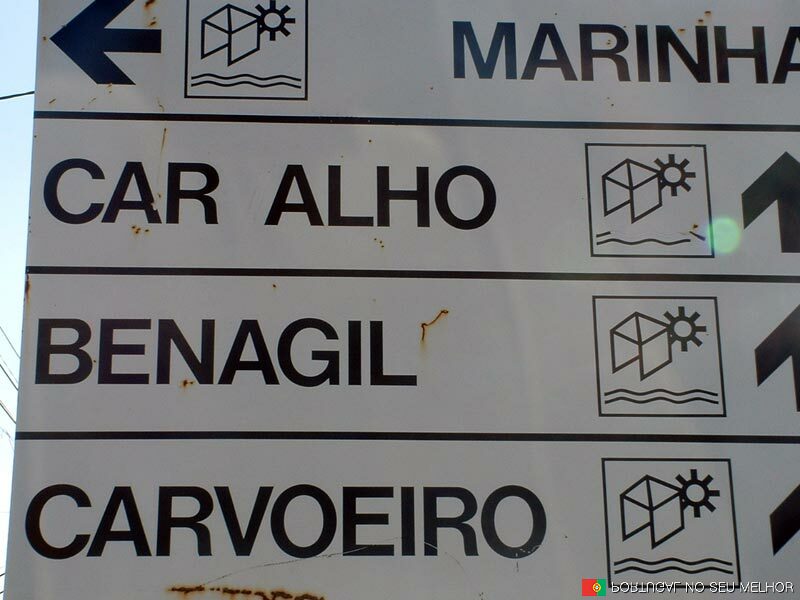 MARINHA
CAR ALHO
BENAGIL
CARVOEIRO
PORTUGAL NO SEU MELHOR